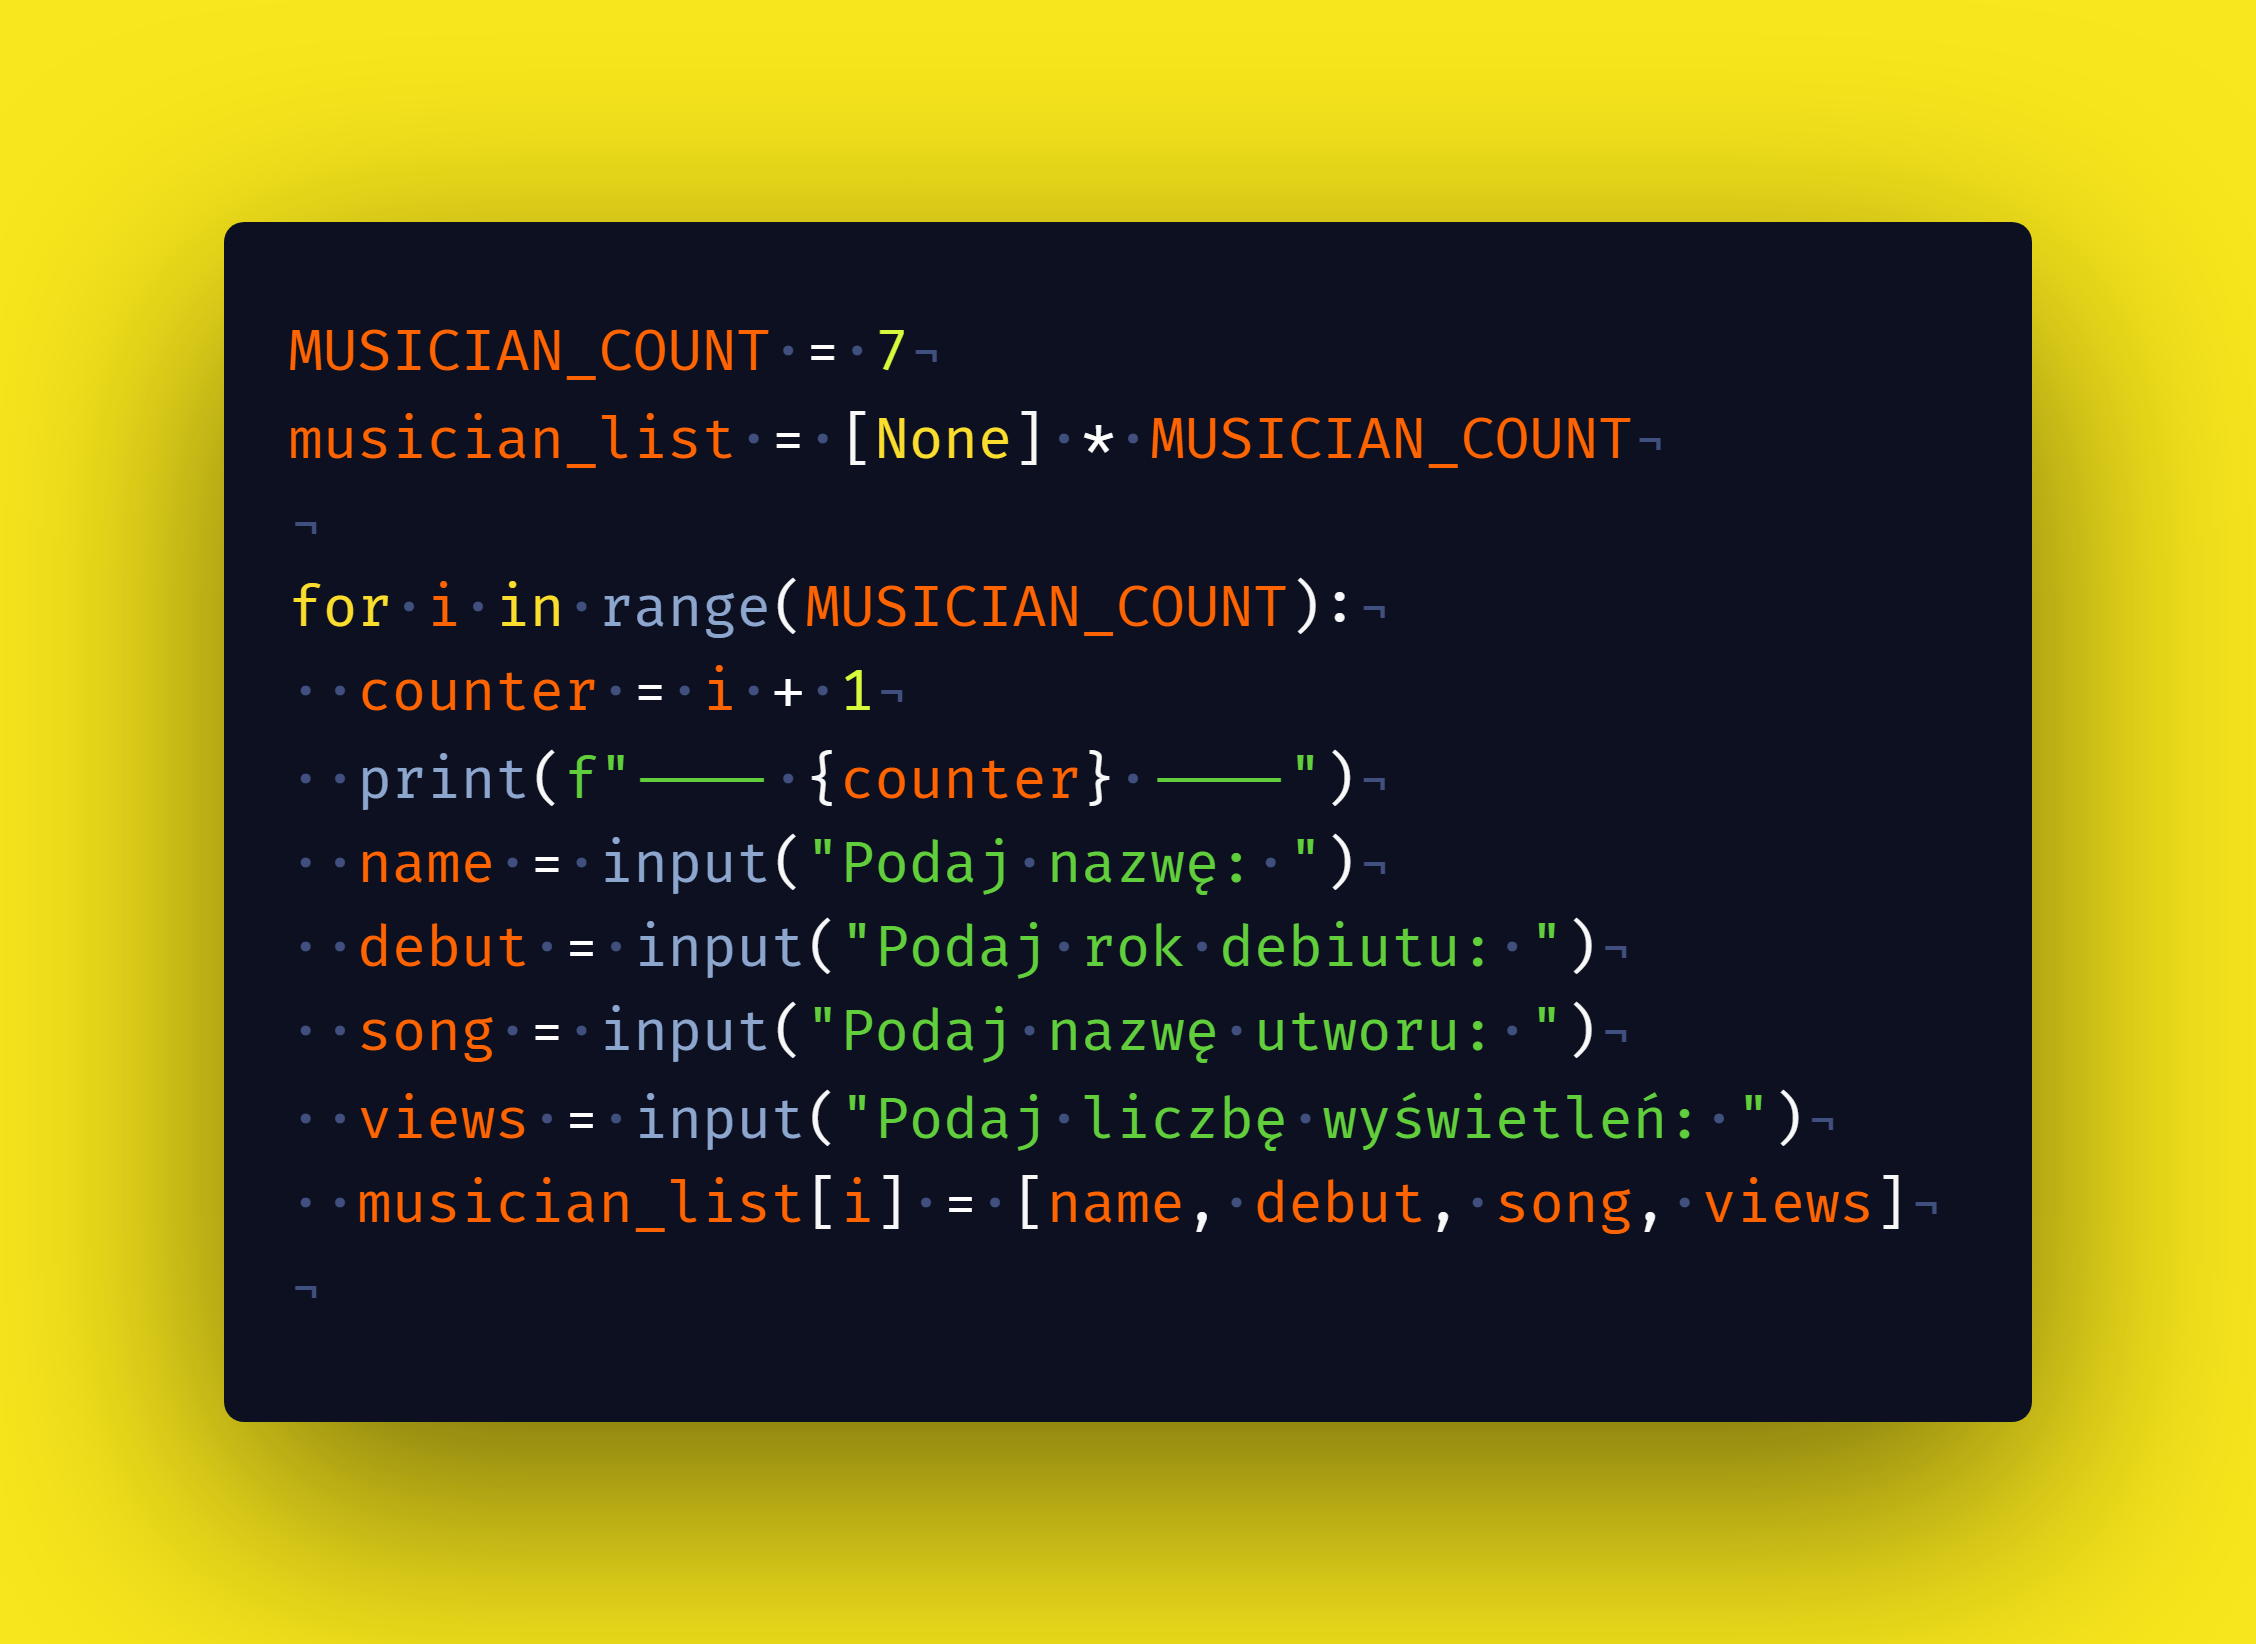 MUSICIAN_COUNT = 7
musician_list = [None] * MUSICIAN_COUNT

for i in range(MUSICIAN_COUNT):
  counter = i + 1
  print(f"---- {counter} ----")
  name = input("Podaj nazwę: ")
  debut = input("Podaj rok debiutu: ")
  song = input("Podaj nazwę utworu: ")
  views = input("Podaj liczbę wyświetleń: ")
  musician_list[i] = [name, debut, song, views]